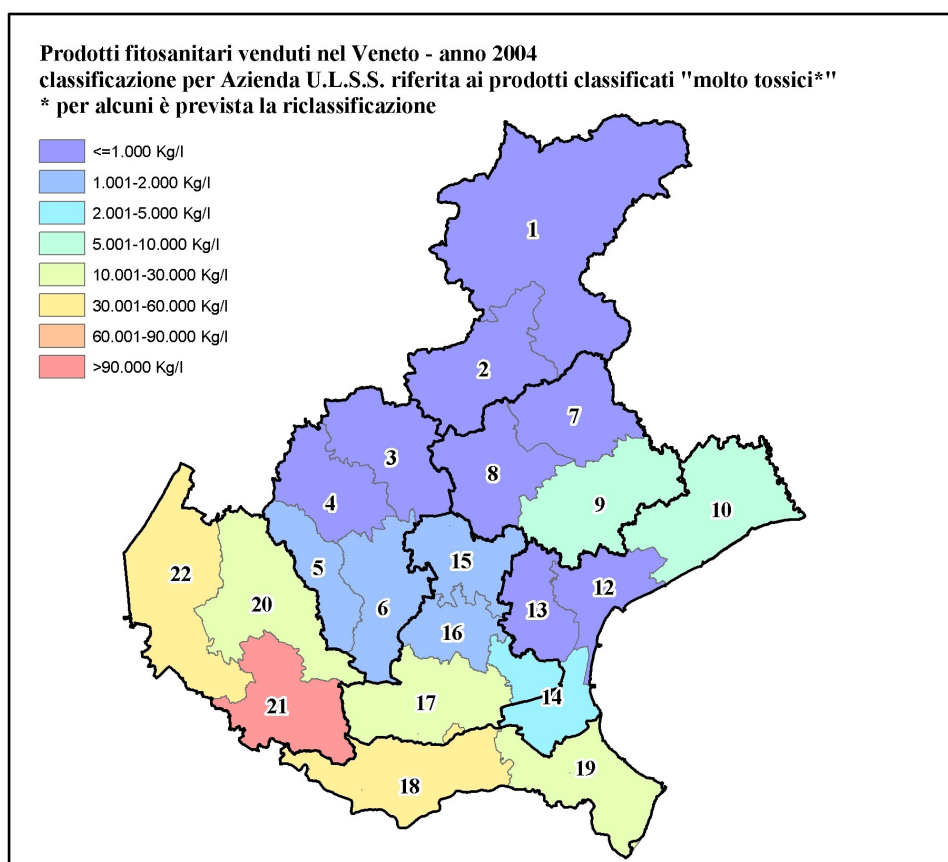 Prodotti fitosanitari venduti nel Veneto - anno 2004
classificazione per Azienda U.L.S.S. riferita ai prodotti classificati "molto tossici*"
* per alcuni è prevista la riclassificazione
<=1.000 Kg/l
1.001-2.000 Kg/l
2.001-5.000 Kg/l
5.001-10.000 Kg/l
10.001-30.000 Kg/l
30.001-60.000 Kg/l
60.001-90.000 Kg/l
>90.000 Kg/l
1
2
7
3
8
4
9
10
15
5
22
12
20
6
13
16
14
17
21
19
18